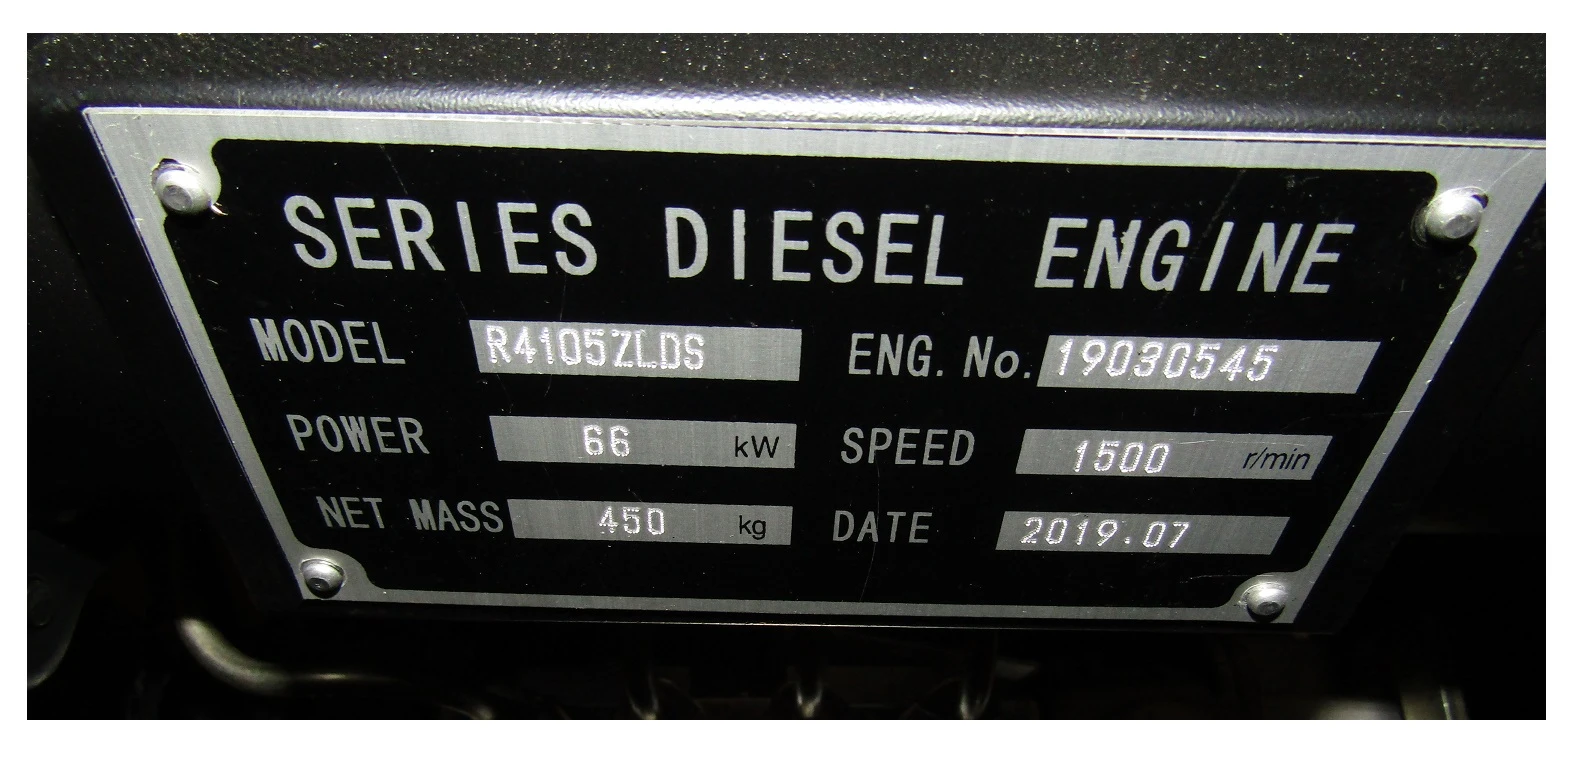 SERIES DIESEL ENGINE
MODEL R4105ZLDS ENG. No. 19030545
POWER 66 kW SPEED 1500 r/min
NET MASS 450 kg DATE 2019.07